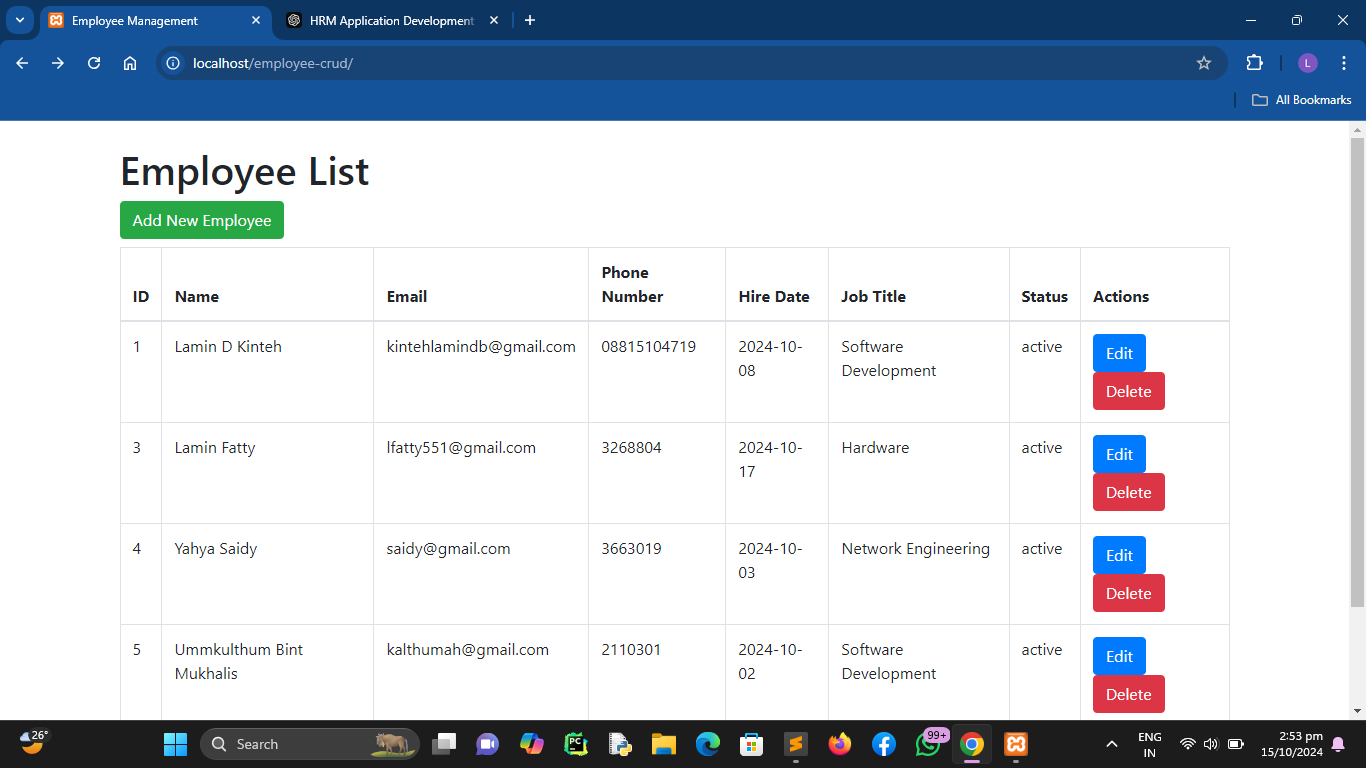 Employee Management
HRM Application Development
localhost/employee-crud/
L
All Bookmarks
Employee List
Add New Employee
ID Name Email Phone Number Hire Date Job Title Status Actions
1 Lamin D Kinteh kintehlamindb@gmail.com 08815104719 2024-10-08 Software Development active Edit Delete
3 Lamin Fatty lfatty551@gmail.com 3268804 2024-10-17 Hardware active Edit Delete
4 Yahya Saidy saidy@gmail.com 3663019 2024-10-03 Network Engineering active Edit Delete
5 Ummkulthum Bint Mukhalis kalthumah@gmail.com 2110301 2024-10-02 Software Development active Edit Delete
26°
Search
PC
99+
ENG
IN
2:53 pm
15/10/2024